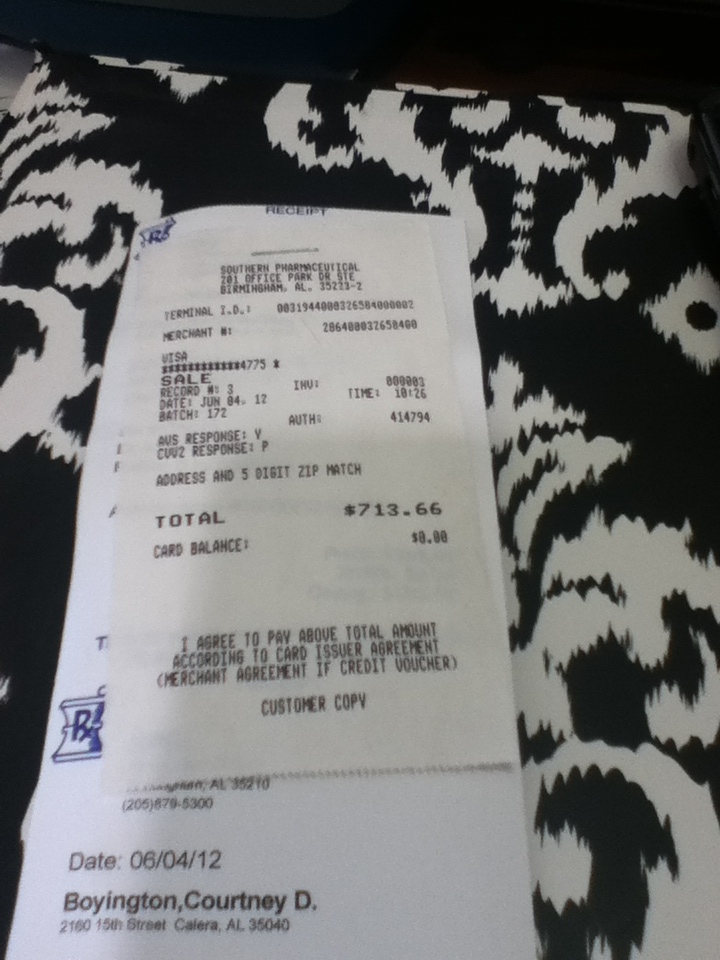 RECEIPT
SOUTHERN PHARMACEUTICAL
201 OFFICE PARK DR STE
BIRMINGHAM, AL. 35223-2
TERMINAL I.D.: 0031944000326584000002
MERCHANT #: 286400032658400
VISA
************4775 *
SALE
RECORD #: 3 INV: 000003
DATE: JUN 04, 12 TIME: 10:26
BATCH: 172 AUTH: 414794
AVS RESPONSE: Y
CVV2 RESPONSE: P
ADDRESS AND 5 DIGIT ZIP MATCH
TOTAL $713.66
CARD BALANCE: $0.00
I AGREE TO PAY ABOVE TOTAL AMOUNT
ACCORDING TO CARD ISSUER AGREEMENT
(MERCHANT AGREEMENT IF CREDIT VOUCHER)
CUSTOMER COPY
Rx
AL 35210
(205)879-5300
Date: 06/04/12
Boyington,Courtney D.
2160 15th Street Calera, AL 35040